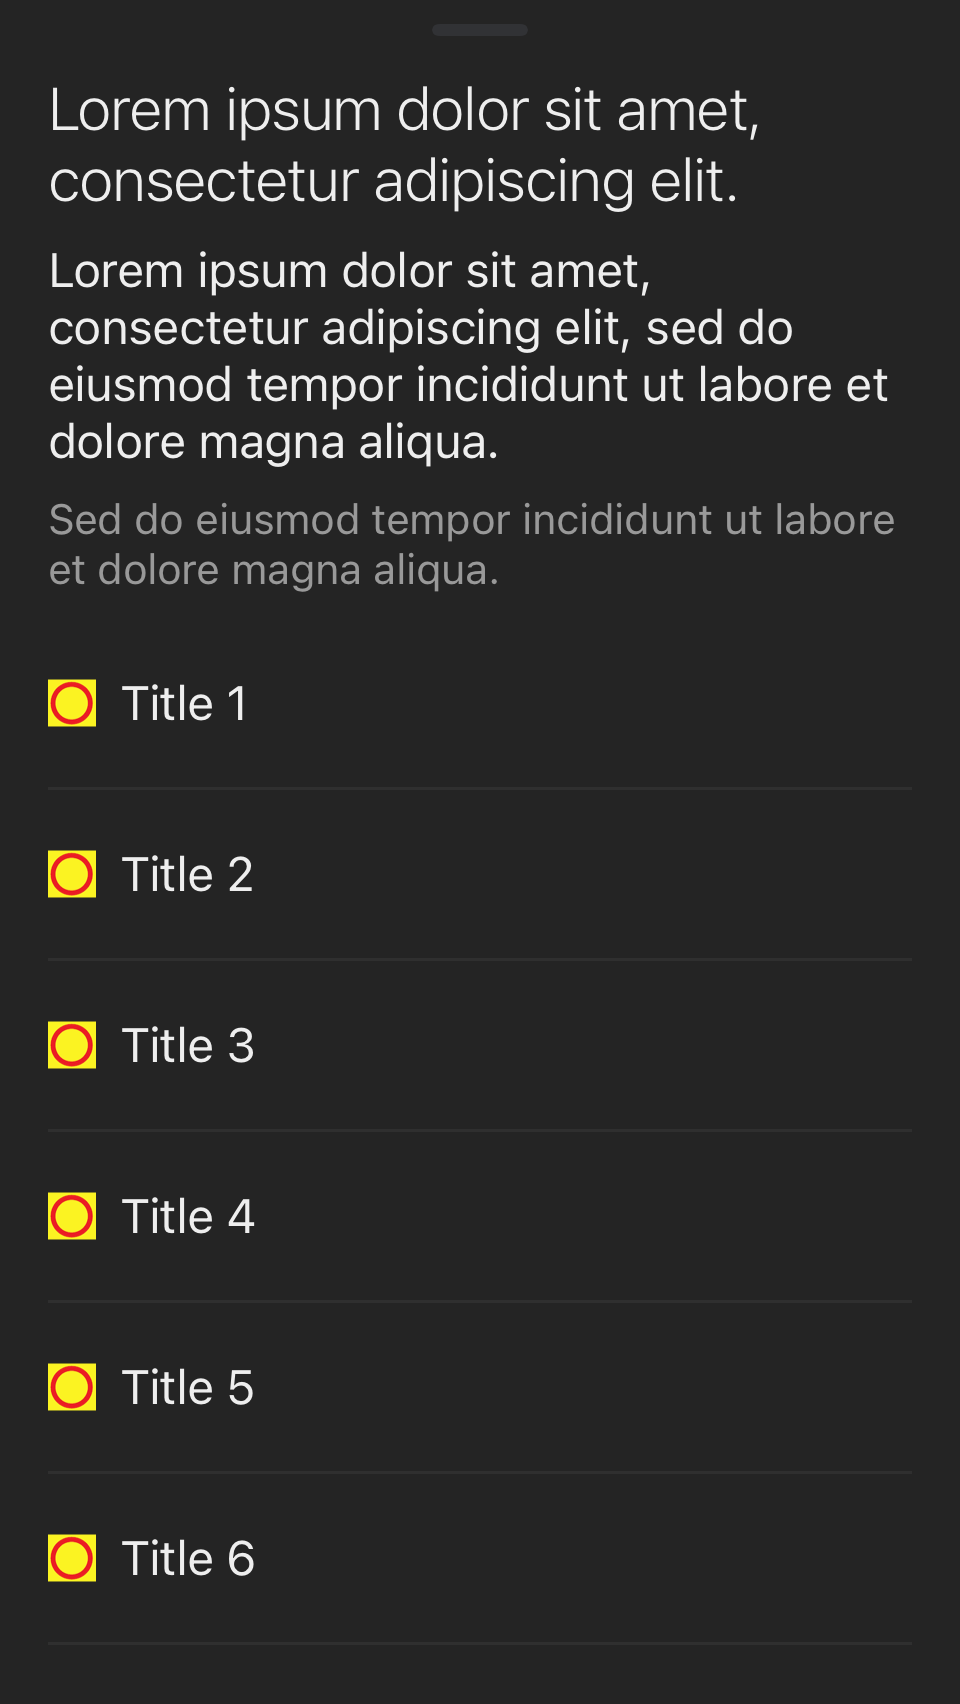 Lorem ipsum dolor sit amet,
consectetur adipiscing elit.
Lorem ipsum dolor sit amet,
consectetur adipiscing elit, sed do
eiusmod tempor incididunt ut labore et
dolore magna aliqua.
Sed do eiusmod tempor incididunt ut labore
et dolore magna aliqua.
Title 1
Title 2
Title 3
Title 4
Title 5
Title 6